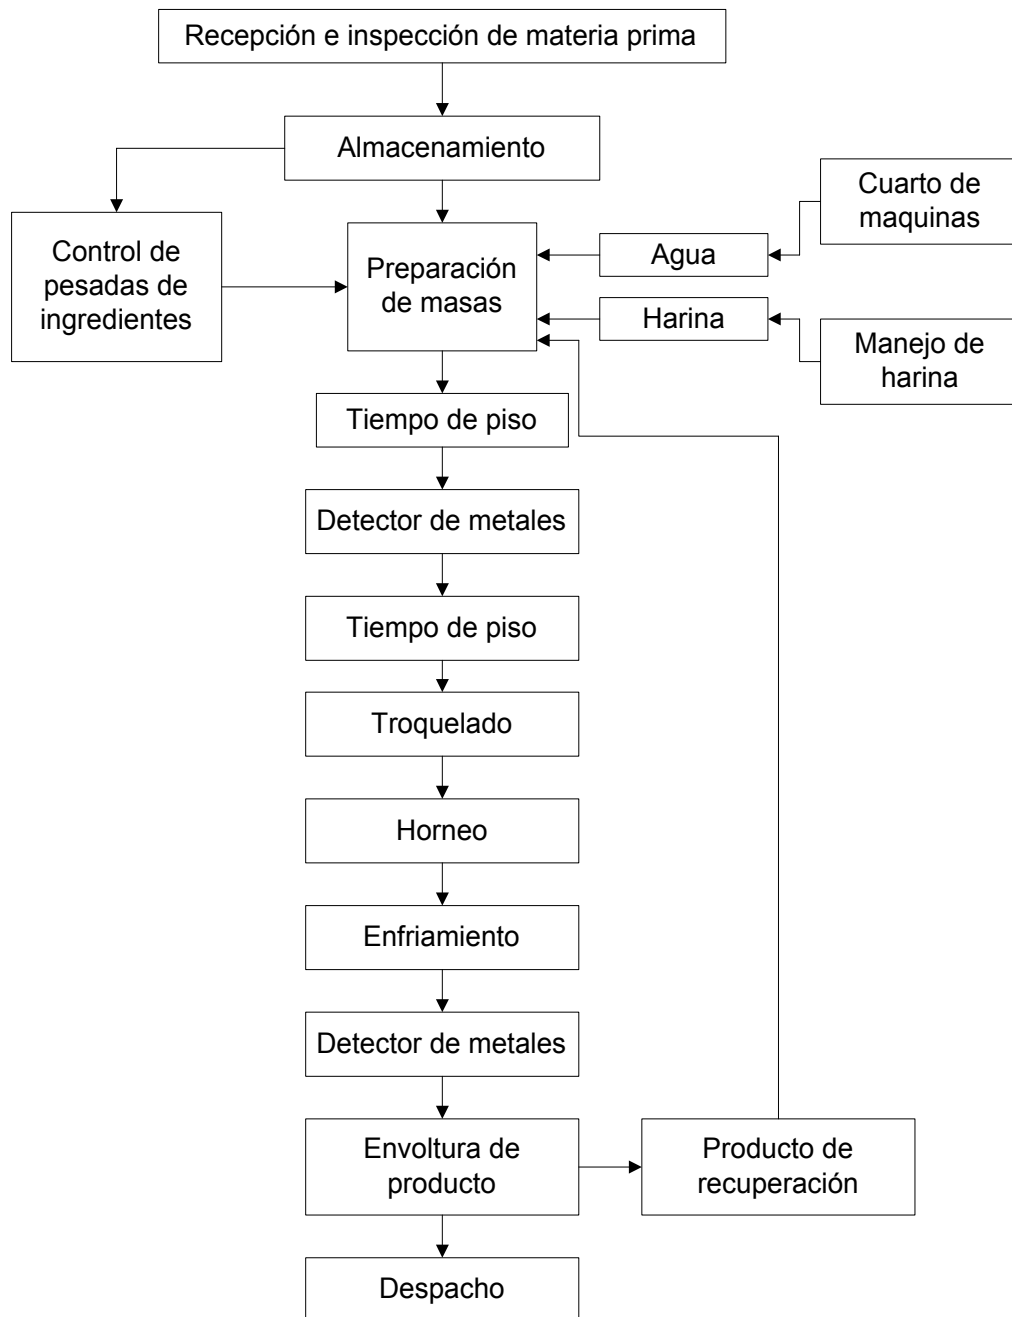 Recepción e inspección de materia prima
Almacenamiento
Cuarto de
maquinas
Control de
pesadas de
ingredientes
Preparación
de masas
Agua
Harina
Manejo de
harina
Tiempo de piso
Detector de metales
Tiempo de piso
Troquelado
Horneo
Enfriamiento
Detector de metales
Envoltura de
producto
Producto de
recuperación
Despacho